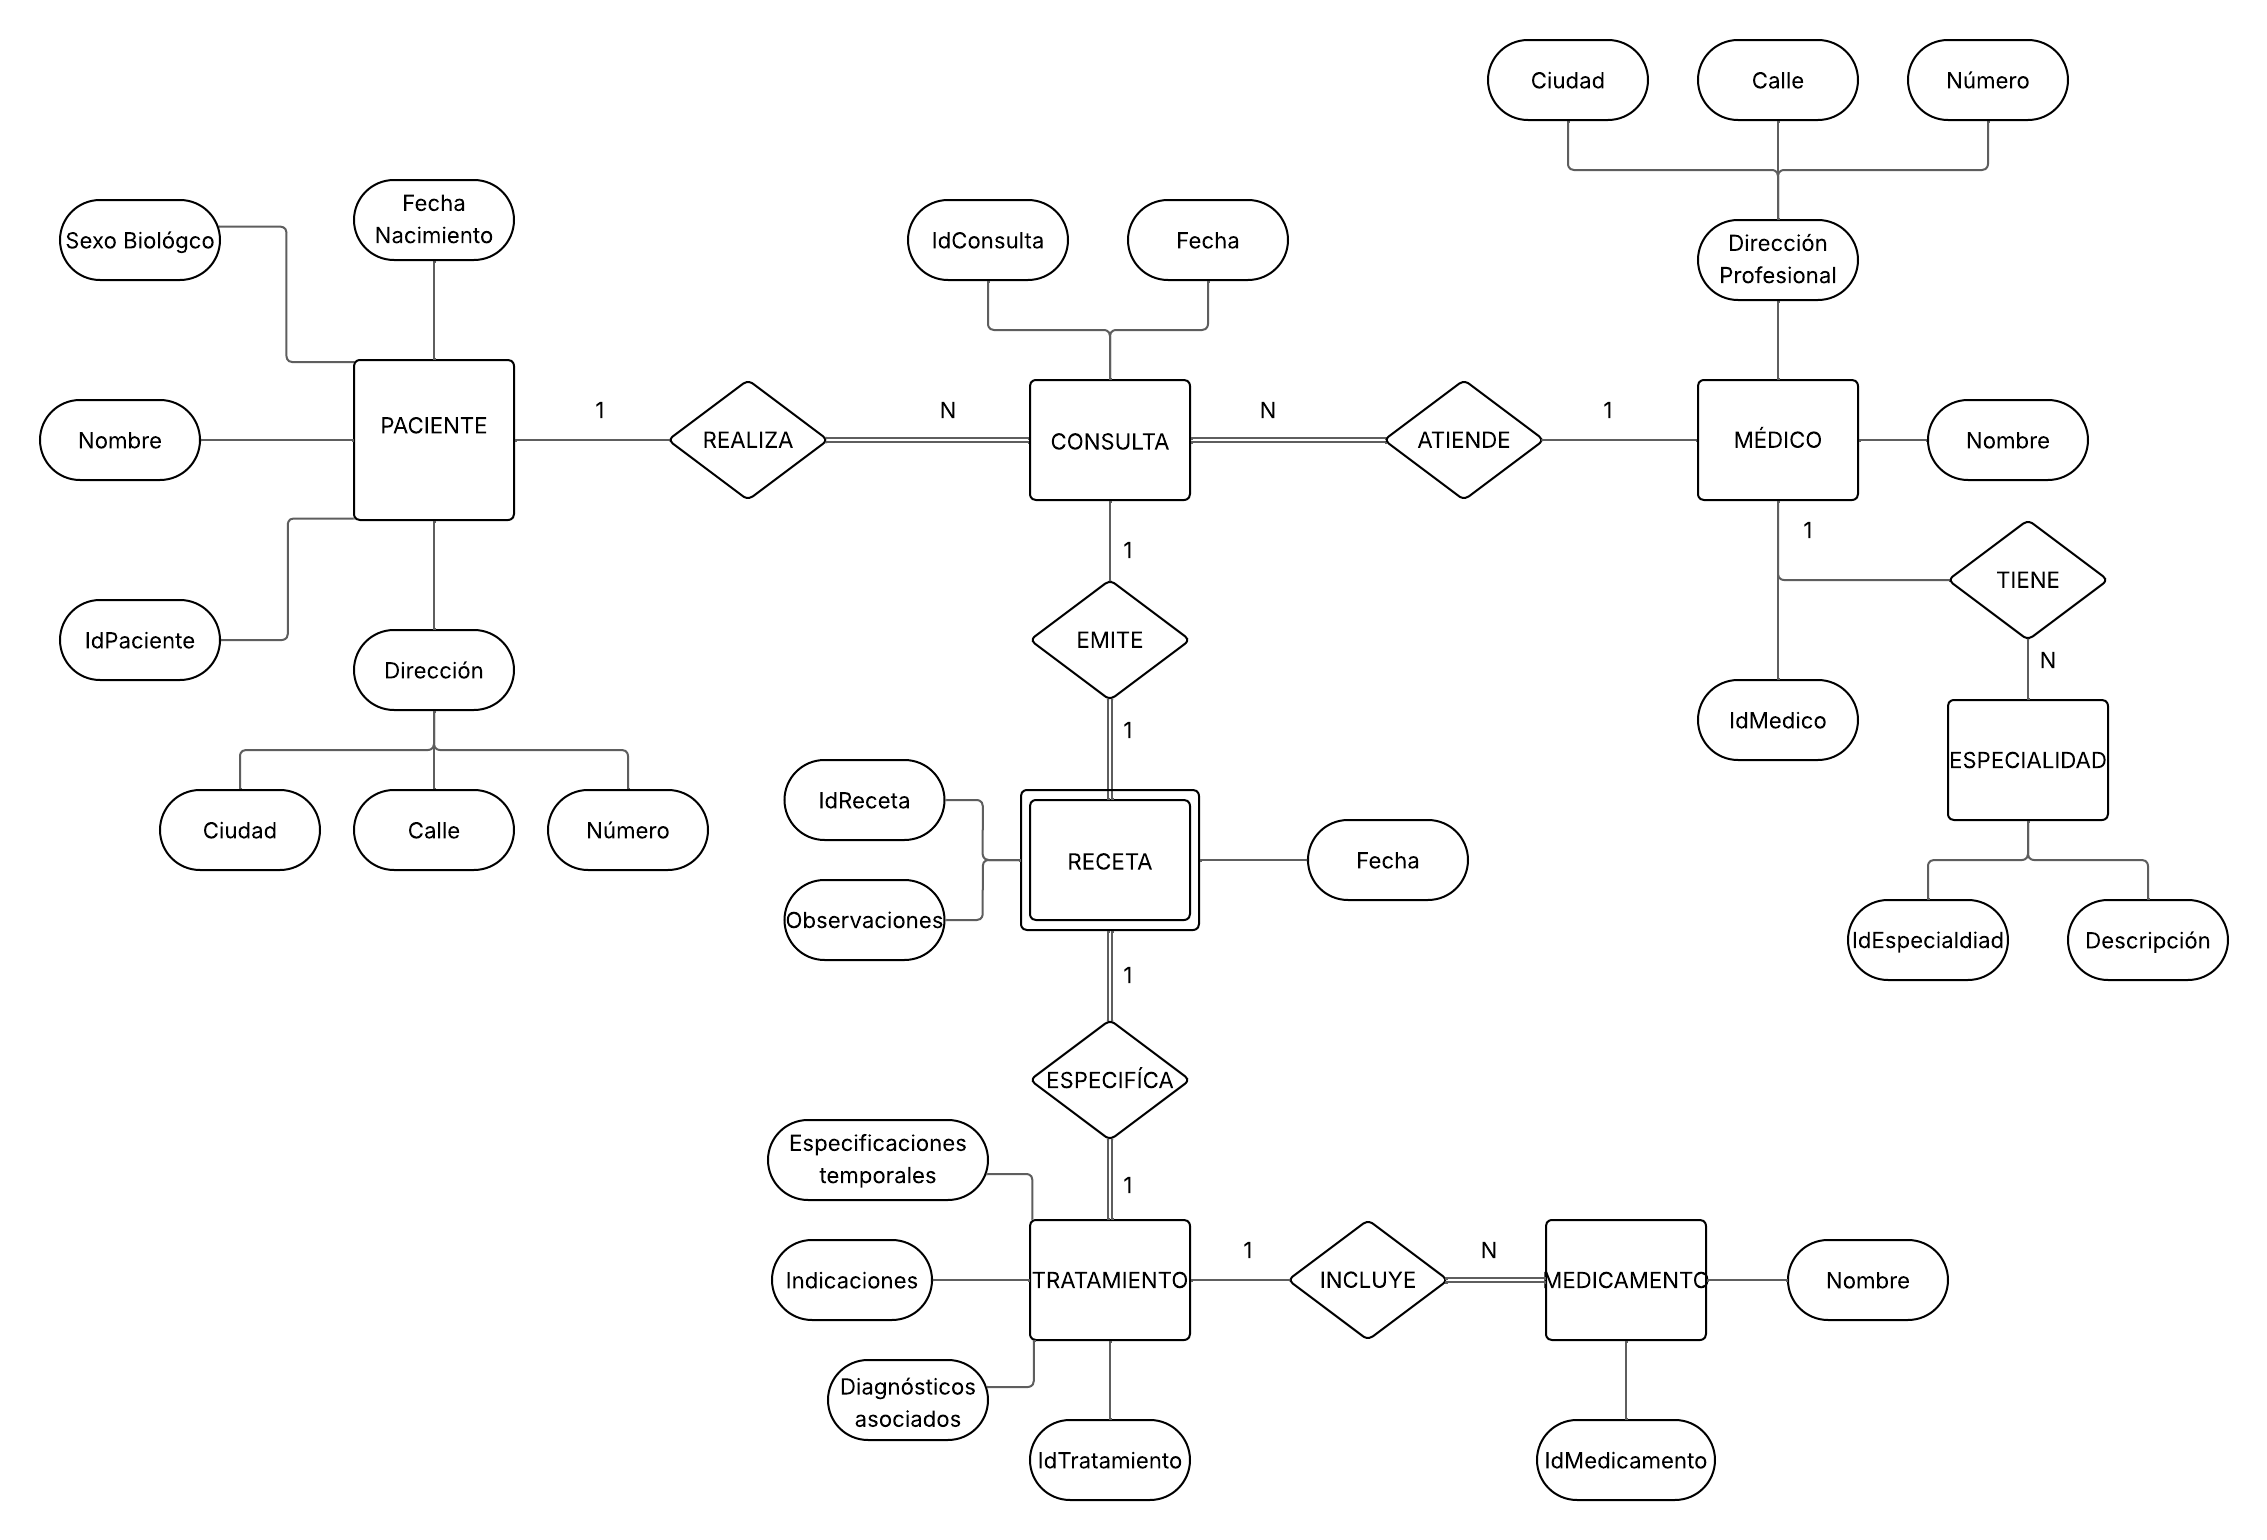 Ciudad
Calle
Número
Fecha
Nacimiento
Sexo Biológco
IdConsulta
Fecha
Dirección
Profesional
1
N
N
1
PACIENTE
Nombre
REALIZA
CONSULTA
ATIENDE
MÉDICO
Nombre
1
1
TIENE
EMITE
IdPaciente
N
Dirección
IdMedico
1
ESPECIALIDAD
IdReceta
Ciudad
Calle
Número
RECETA
Fecha
Observaciones
IdEspecialdiad
Descripción
1
ESPECIFÍCA
Especificaciones
temporales
1
1
N
Indicaciones
TRATAMIENTO
INCLUYE
MEDICAMENTO
Nombre
Diagnósticos
asociados
IdTratamiento
IdMedicamento